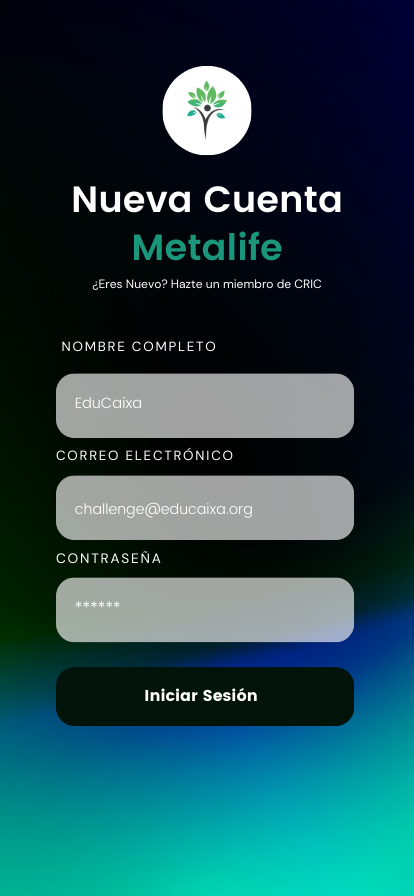 Nueva Cuenta
Metalife
¿Eres Nuevo? Hazte un miembro de CRIC
NOMBRE COMPLETO
EduCaixa
CORREO ELECTRÓNICO
challenge@educaixa.org
CONTRASEÑA
******
Iniciar Sesión